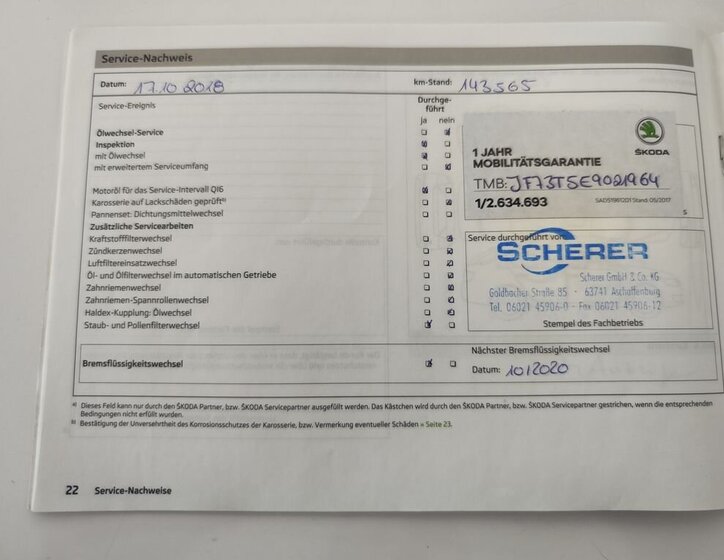 Service-Nachweis
Datum: 17.10 2018
km-Stand: 143565
Service-Ereignis
Durchge-
führt
ja nein
Ölwechsel-Service
Inspektion
mit Ölwechsel
mit erweitertem Serviceumfang
Motoröl für das Service-Intervall QI6
Karosserie auf Lackschäden geprüft b)
Pannenset: Dichtungsmittelwechsel
Zusätzliche Servicearbeiten
Kraftstofffilterwechsel
Zündkerzenwechsel
Luftfiltereinsatzwechsel
Öl- und Ölfilterwechsel im automatischen Getriebe
Zahnriemenwechsel
Zahnriemen-Spannrollenwechsel
Haldex-Kupplung: Ölwechsel
Staub- und Pollenfilterwechsel
ŠKODA
1 JAHR
MOBILITÄTSGARANTIE
TMB: JF73T5E9021964
1/2.634.693
SAD51961201 Stand: 05/2017
s
Service durchgeführt von:
SCHERER
Scherer GmbH & Co. KG
Goldbacher Straße 85 - 63741 Aschaffenburg
Tel. 06021 45906-0 - Fax 06021 45906-12
Stempel des Fachbetriebs
Bremsflüssigkeitswechsel
Nächster Bremsflüssigkeitswechsel
Datum: 10/2020
a) Dieses Feld kann nur durch den ŠKODA Partner, bzw. ŠKODA Servicepartner ausgefüllt werden. Das Kästchen wird durch den ŠKODA Partner, bzw. ŠKODA Servicepartner gestrichen, wenn die entsprechenden
Bedingungen nicht erfüllt wurden.
b) Bestätigung der Unversehrtheit des Korrosionsschutzes der Karosserie, bzw. Vermerkung eventueller Schäden » Seite 23.
22 Service-Nachweise